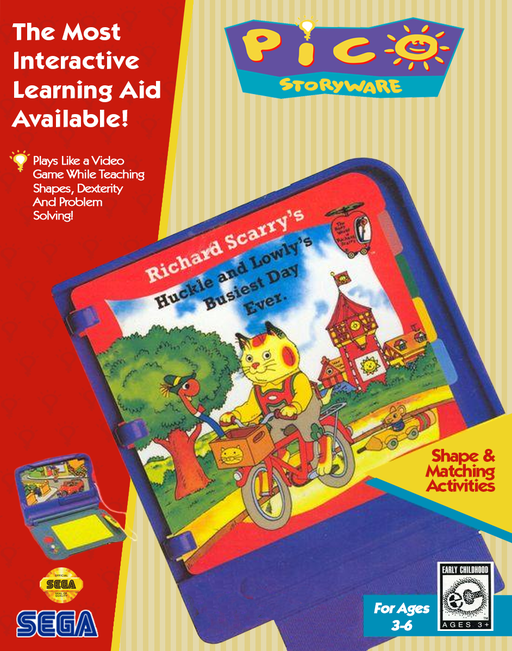 The Most
Interactive
Learning Aid
Available!
Plays Like a Video
Game While Teaching
Shapes, Dexterity
And Problem
Solving!
PICO
STORYWARE
Richard Scarry's
Huckle and Lowly's
Busiest Day
Ever.
Shape &
Matching
Activities
SEGA
SEGA
For Ages
3-6
EARLY CHILDHOOD
AGES 3+